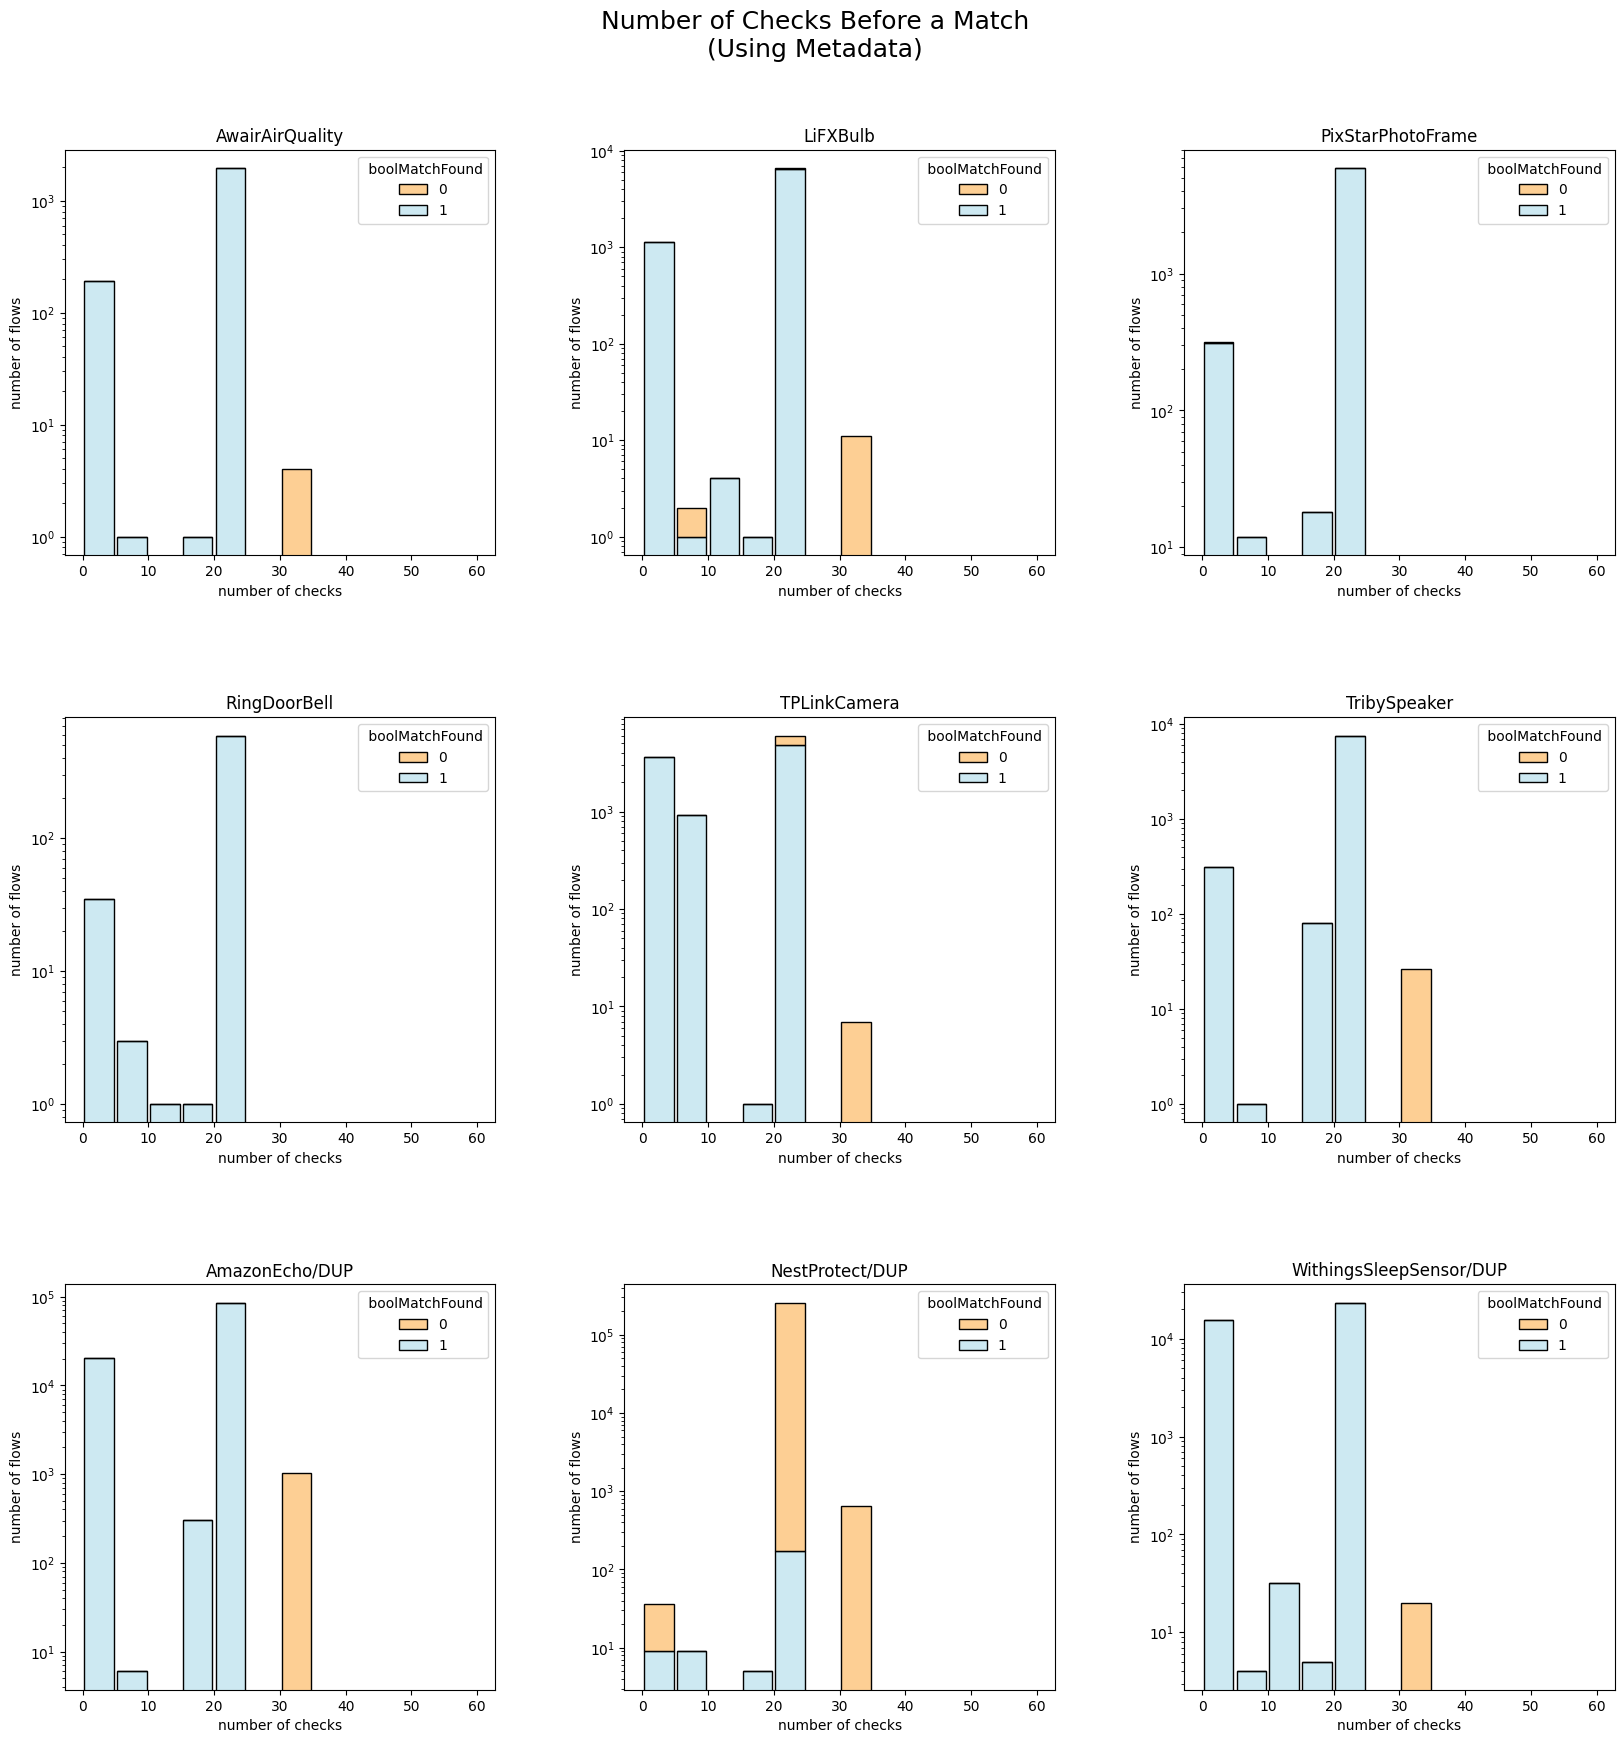 Number of Checks Before a Match
(Using Metadata)
AwairAirQuality
number of flows
10³
10²
10¹
10⁰
boolMatchFound
0
1
0 10 20 30 40 50 60
number of checks
LiFXBulb
number of flows
10⁴
10³
10²
10¹
10⁰
boolMatchFound
0
1
0 10 20 30 40 50 60
number of checks
PixStarPhotoFrame
number of flows
10³
10²
10¹
boolMatchFound
0
1
0 10 20 30 40 50 60
number of checks
RingDoorBell
number of flows
10²
10¹
10⁰
boolMatchFound
0
1
0 10 20 30 40 50 60
number of checks
TPLinkCamera
number of flows
10³
10²
10¹
10⁰
boolMatchFound
0
1
0 10 20 30 40 50 60
number of checks
TribySpeaker
number of flows
10⁴
10³
10²
10¹
10⁰
boolMatchFound
0
1
0 10 20 30 40 50 60
number of checks
AmazonEcho/DUP
number of flows
10⁵
10⁴
10³
10²
10¹
boolMatchFound
0
1
0 10 20 30 40 50 60
number of checks
NestProtect/DUP
number of flows
10⁵
10⁴
10³
10²
10¹
boolMatchFound
0
1
0 10 20 30 40 50 60
number of checks
WithingsSleepSensor/DUP
number of flows
10⁴
10³
10²
10¹
boolMatchFound
0
1
0 10 20 30 40 50 60
number of checks